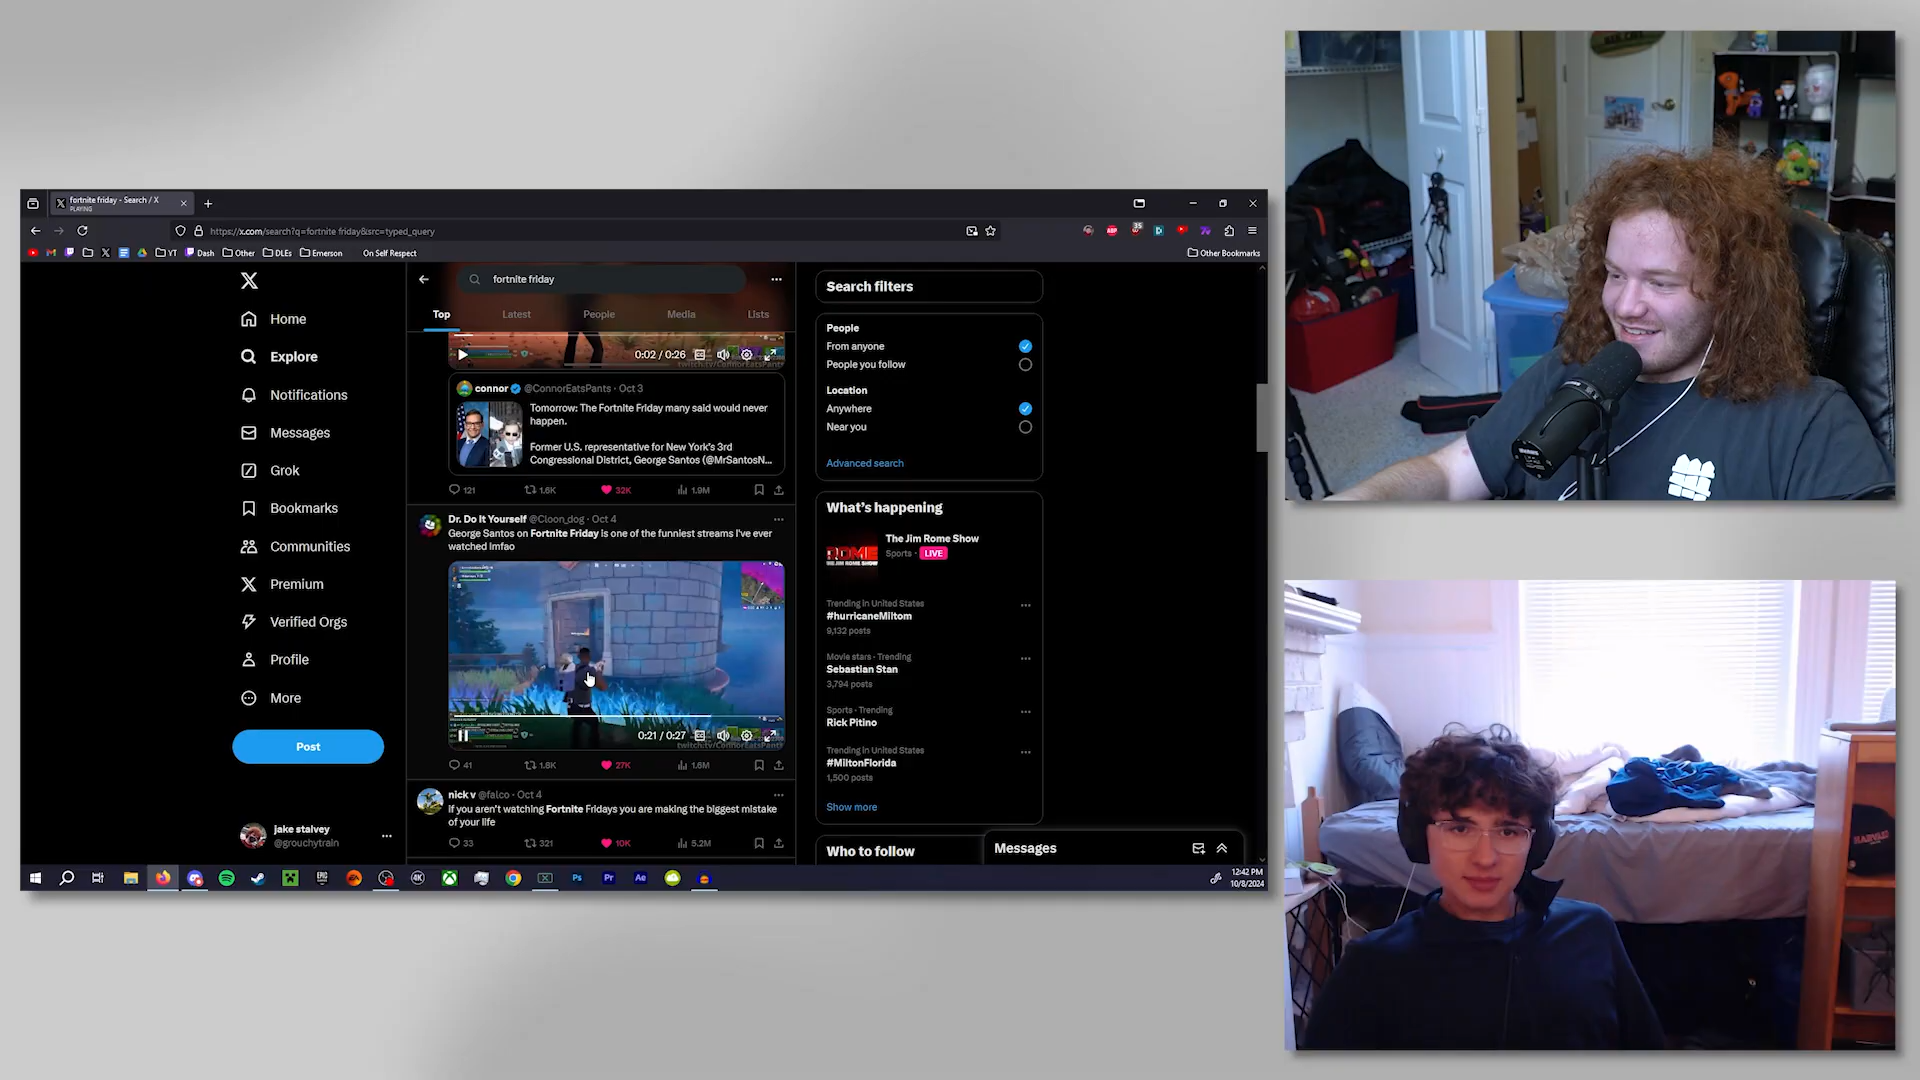 fortnite friday - Search / X
PLAYING
https://x.com/search?q=fortnite friday&src=typed_query
35
YT
Dash
Other
DLEs
Emerson
On Self Respect
Other Bookmarks
Home
Explore
Notifications
Messages
Grok
Bookmarks
Communities
Premium
Verified Orgs
Profile
More
Post
jake stalvey
@grouchytrain
fortnite friday
Top
Latest
People
Media
Lists
0:02 / 0:26
connor @ConnorEatsPants · Oct 3
Tomorrow: The Fortnite Friday many said would never
happen.
Former U.S. representative for New York's 3rd
Congressional District, George Santos (@MrSantosN...
121 1.6K 32K 1.9M
Dr. Do It Yourself @Cloon_dog · Oct 4
George Santos on Fortnite Friday is one of the funniest streams I've ever
watched lmfao
0:21 / 0:27
twitch.tv/ConnorEatsPants
41 1.8K 27K 1.6M
nick v @falco · Oct 4
If you aren't watching Fortnite Fridays you are making the biggest mistake
of your life
33 321 10K 5.2M
Search filters
People
From anyone
People you follow
Location
Anywhere
Near you
Advanced search
What's happening
ROME
The Jim Rome Show
Sports · LIVE
Trending in United States
#hurricaneMiltom
9,132 posts
Movie stars · Trending
Sebastian Stan
3,794 posts
Sports · Trending
Rick Pitino
Trending in United States
#MiltonFlorida
1,500 posts
Show more
Who to follow
Messages
12:42 PM
10/8/2024
HARVARD